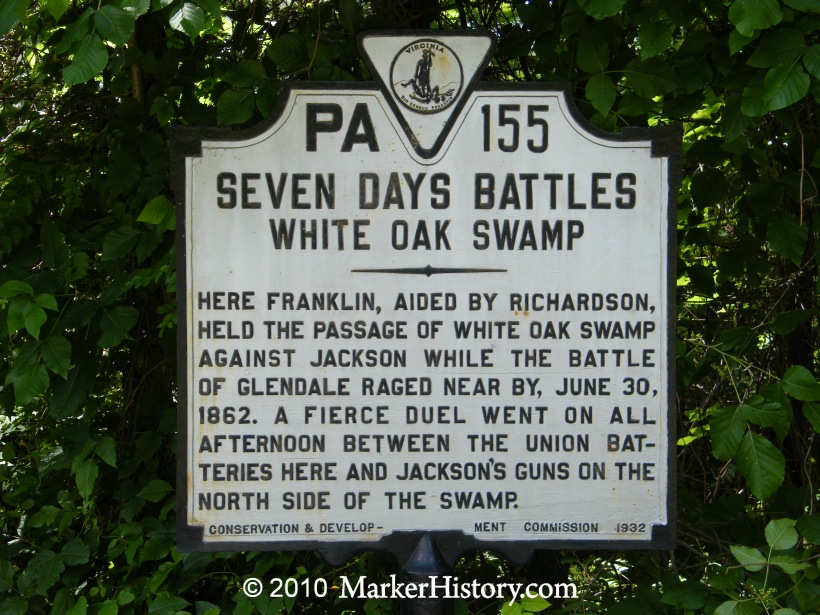 VIRGINIA
PA 155
SEVEN DAYS BATTLES
WHITE OAK SWAMP
HERE FRANKLIN, AIDED BY RICHARDSON,
HELD THE PASSAGE OF WHITE OAK SWAMP
AGAINST JACKSON WHILE THE BATTLE
OF GLENDALE RAGED NEAR BY, JUNE 30,
1862. A FIERCE DUEL WENT ON ALL
AFTERNOON BETWEEN THE UNION BAT-
TERIES HERE AND JACKSON'S GUNS ON THE
NORTH SIDE OF THE SWAMP.
CONSERVATION & DEVELOP- MENT COMMISSION 1932
© 2010 MarkerHistory.com